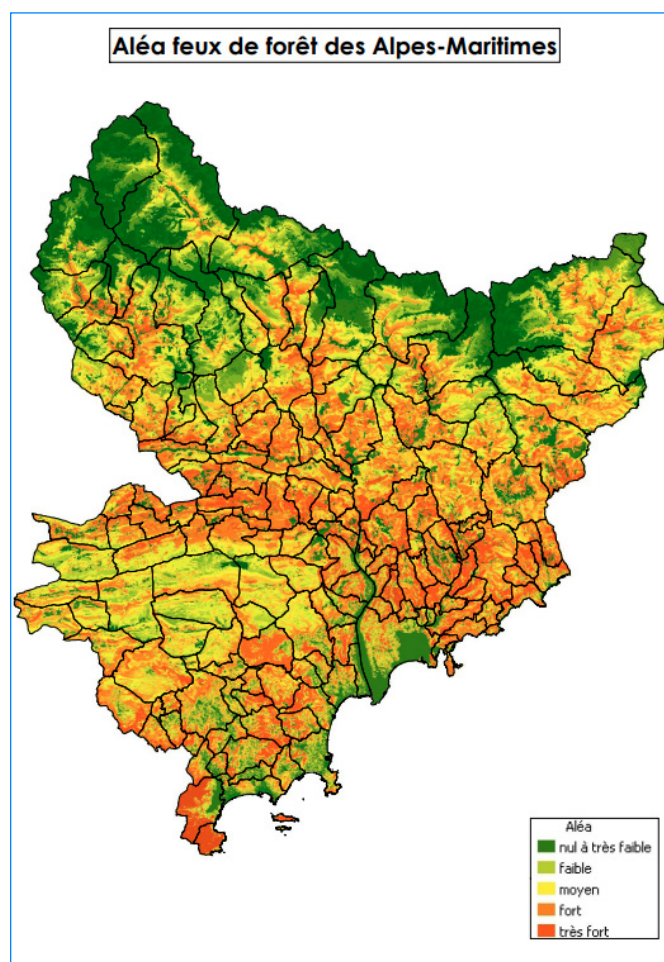 Aléa feux de forêt des Alpes-Maritimes
Aléa
nul à très faible
faible
moyen
fort
très fort